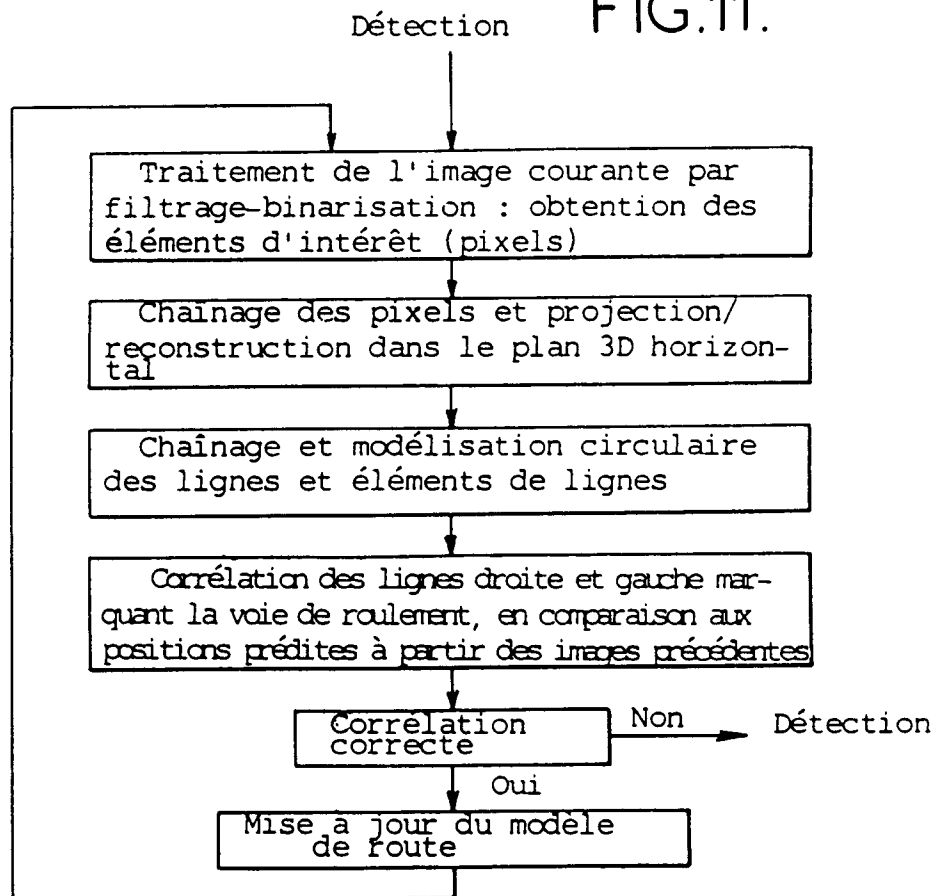 FIG.11.
Détection
Traitement de l'image courante par
filtrage-binarisation : obtention des
éléments d'intérêt (pixels)
Chaînage des pixels et projection/
reconstruction dans le plan 3D horizon-
tal
Chaînage et modélisation circulaire
des lignes et éléments de lignes
Corrélation des lignes droite et gauche mar-
quant la voie de roulement, en comparaison aux
positions prédites à partir des images précédentes
Corrélation
correcte
Non
Détection
Oui
Mise à jour du modèle
de route